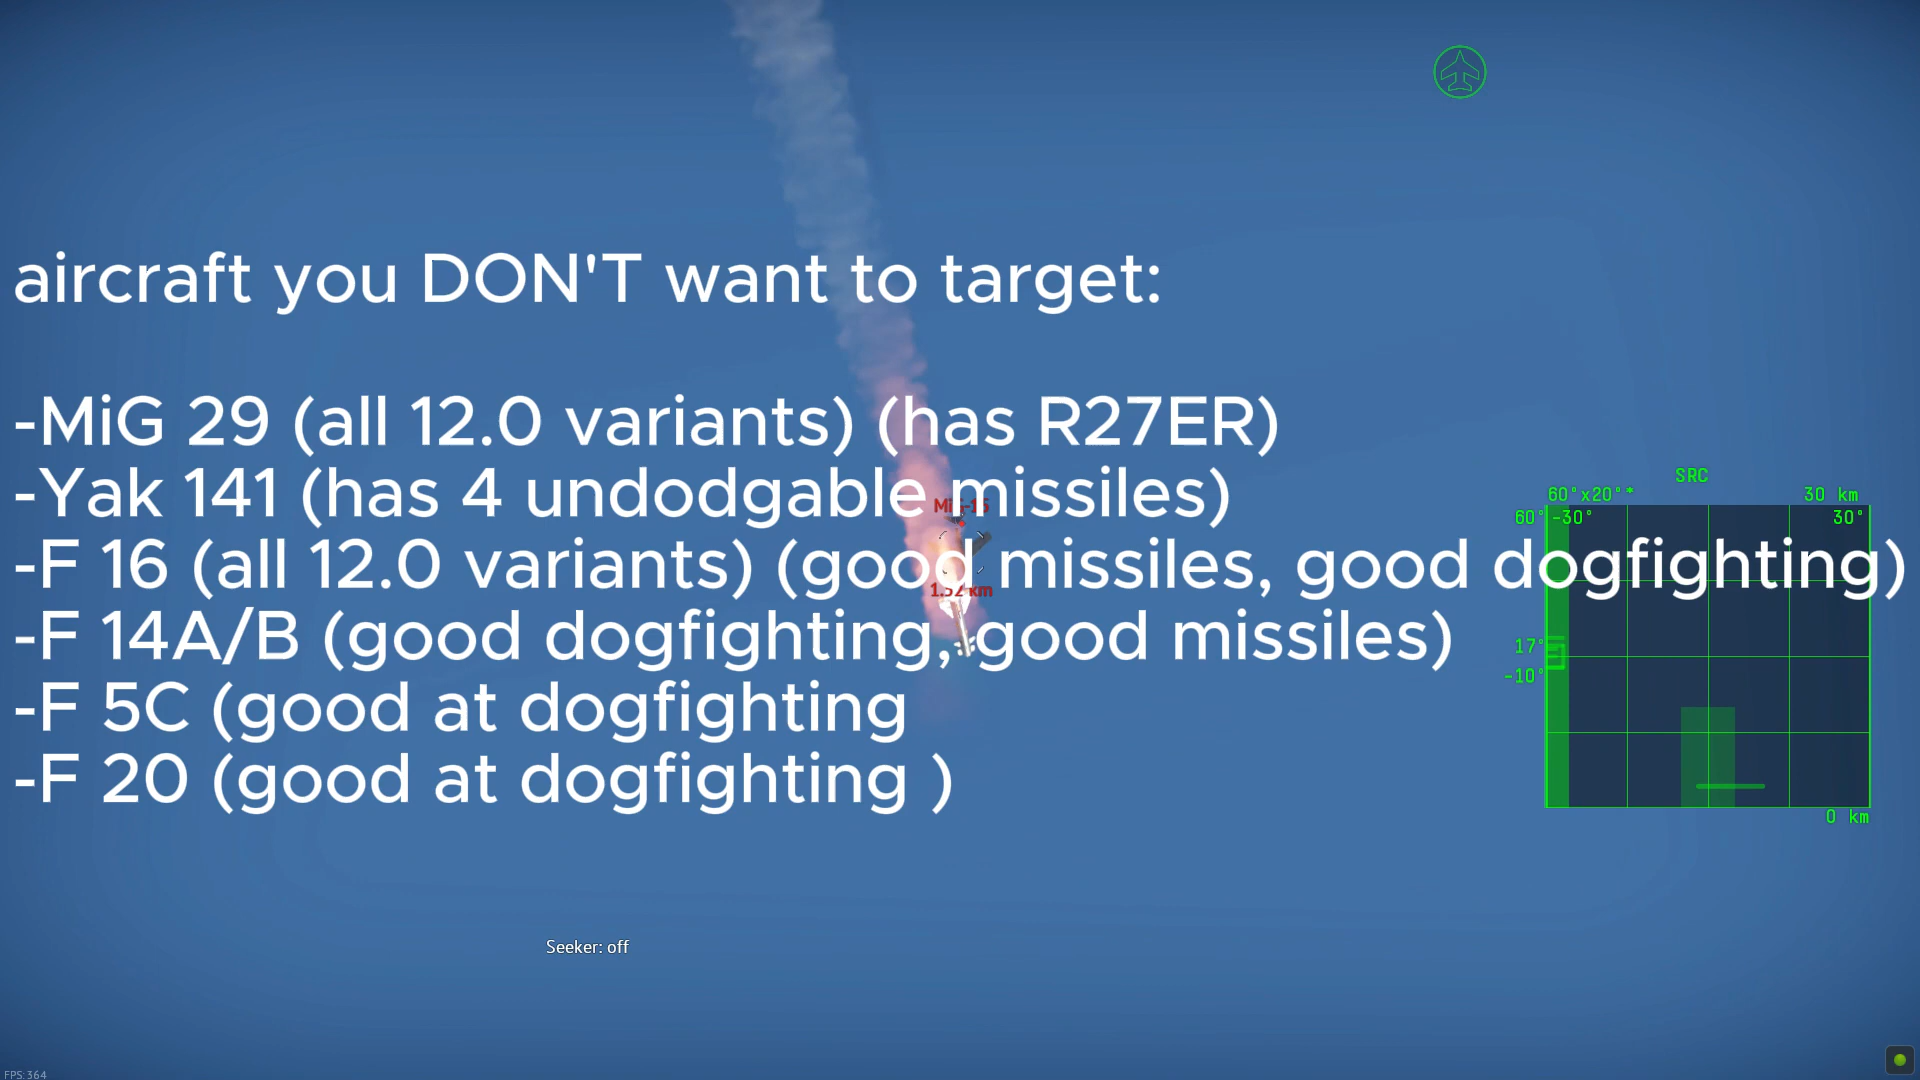 aircraft you DON'T want to target:
-MiG 29 (all 12.0 variants) (has R27ER)
-Yak 141 (has 4 undodgable missiles)
-F 16 (all 12.0 variants) (good missiles, good dogfighting)
-F 14A/B (good dogfighting, good missiles)
-F 5C (good at dogfighting
-F 20 (good at dogfighting )
1.52 km
SRC
60°x20°* 30 km
60° -30° 30°
17°
-10°
0 km
Seeker: off
FPS: 364